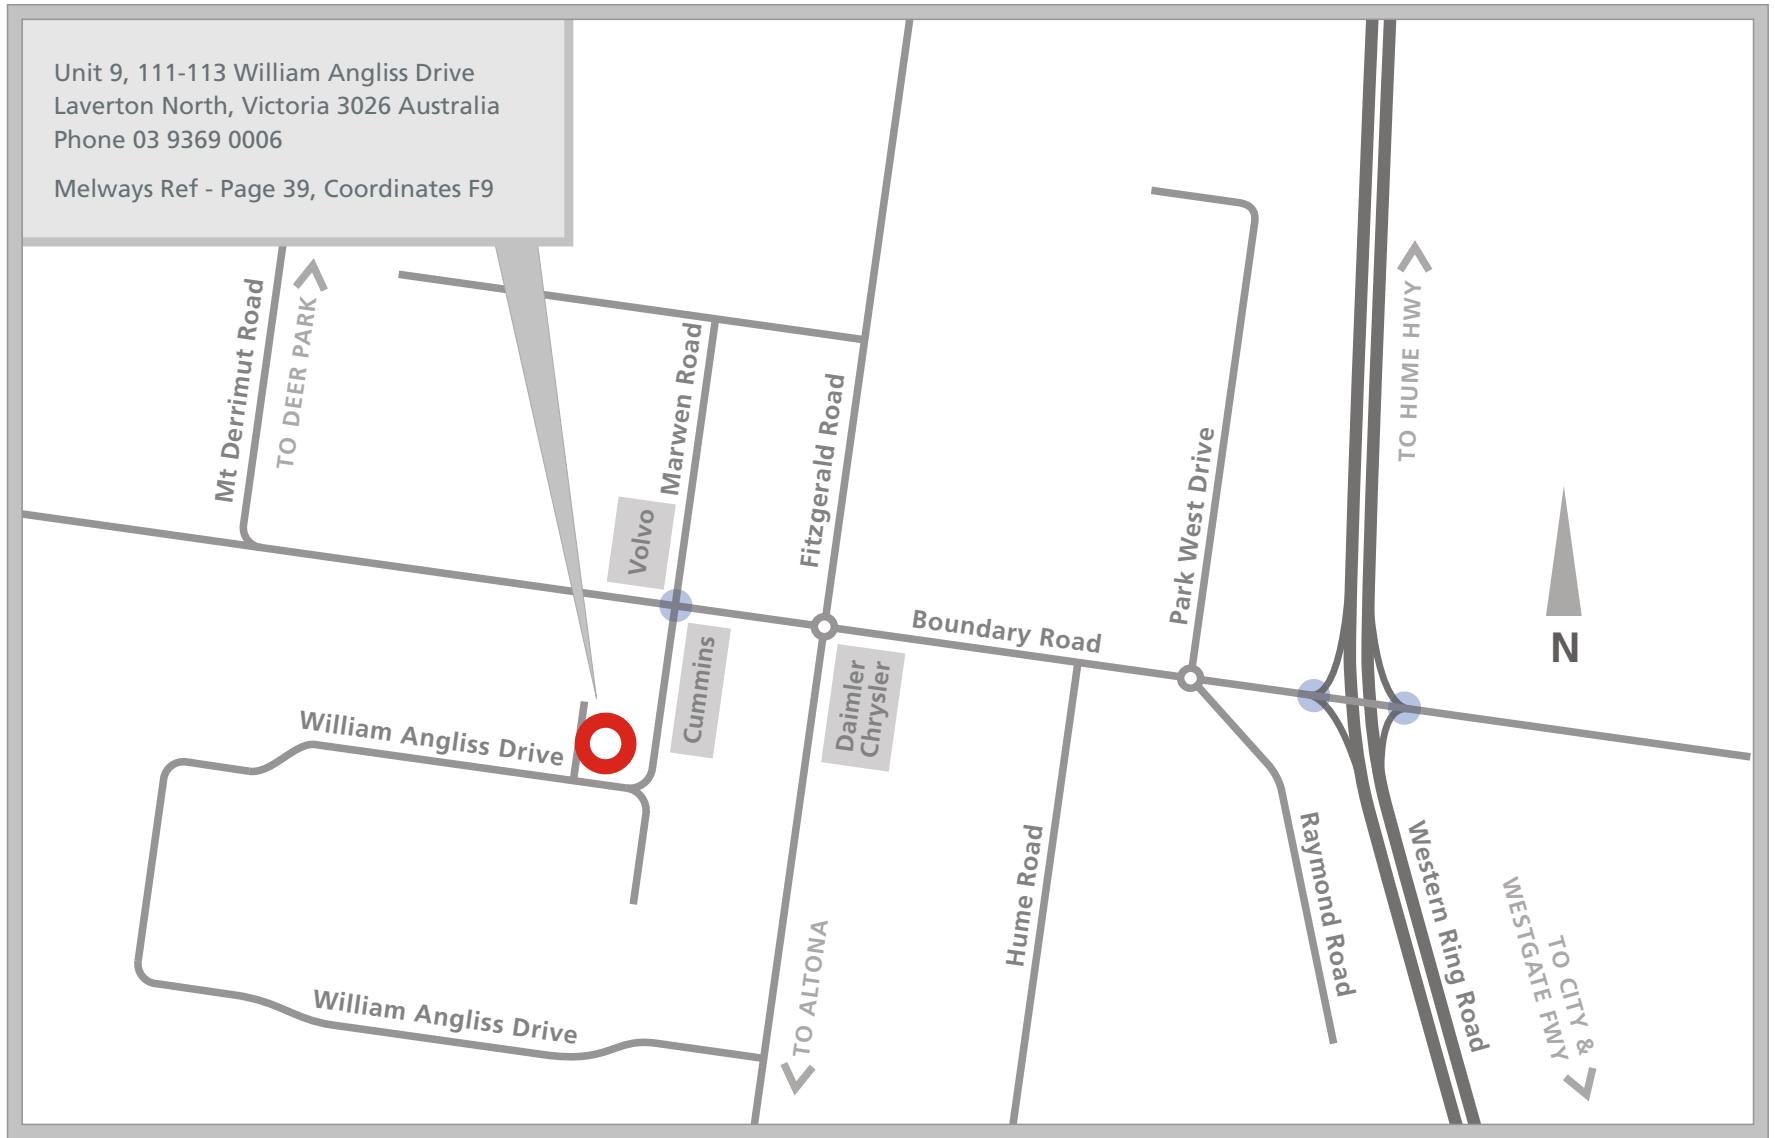 Unit 9, 111-113 William Angliss Drive
Laverton North, Victoria 3026 Australia
Phone 03 9369 0006
Melways Ref - Page 39, Coordinates F9
Mt Derrimut Road
TO DEER PARK
Marwen Road
Fitzgerald Road
Park West Drive
TO HUME HWY
Volvo
Boundary Road
N
Cummins
Daimler
Chrysler
William Angliss Drive
Hume Road
Raymond Road
Western Ring Road
TO CITY &
WESTGATE FWY
TO ALTONA
William Angliss Drive